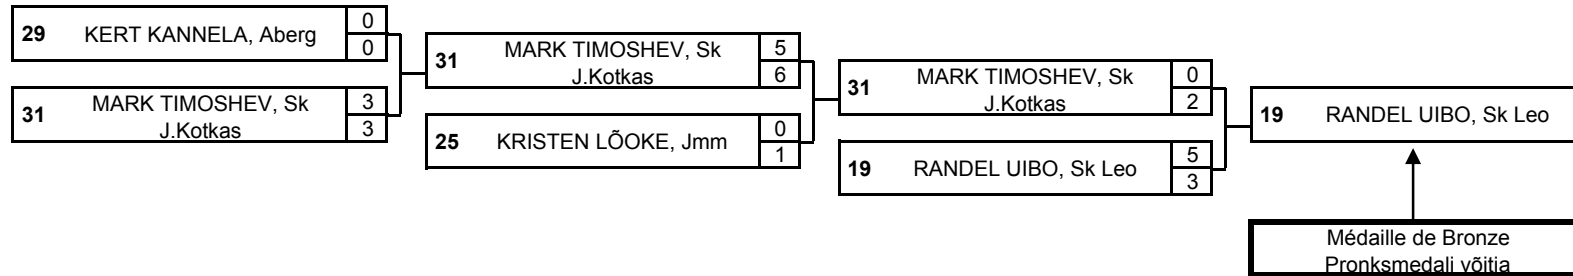 29 KERT KANNELA, Aberg 0
0
31 MARK TIMOSHEV, Sk 3
J.Kotkas 3
31 MARK TIMOSHEV, Sk 5
J.Kotkas 6
25 KRISTEN LÕOKE, Jmm 0
1
31 MARK TIMOSHEV, Sk 0
J.Kotkas 2
19 RANDEL UIBO, Sk Leo 5
3
19 RANDEL UIBO, Sk Leo
Médaille de Bronze
Pronksmedali võitja